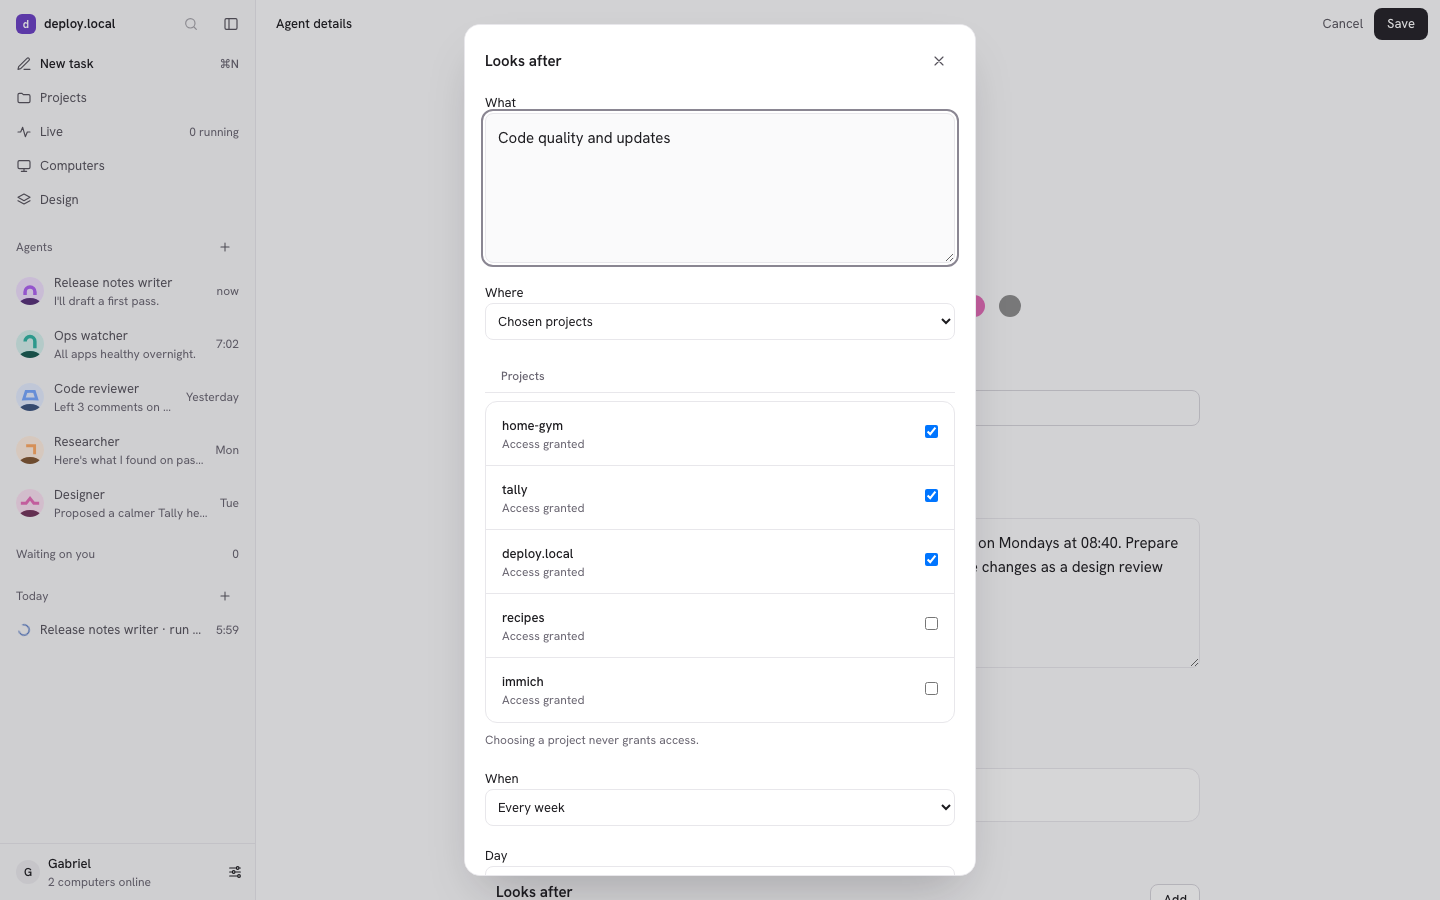 d deploy.local
New task ⌘N
Projects
Live 0 running
Computers
Design
Agents
Release notes writer
I'll draft a first pass. now
Ops watcher
All apps healthy overnight. 7:02
Code reviewer
Left 3 comments on ... Yesterday
Researcher
Here's what I found on pas... Mon
Designer
Proposed a calmer Tally he... Tue
Waiting on you 0
Today
Release notes writer · run ... 5:59
G Gabriel
2 computers online
Agent details
Cancel Save
Looks after
What
Code quality and updates
Where
Chosen projects
Projects
home-gym
Access granted
tally
Access granted
deploy.local
Access granted
recipes
Access granted
immich
Access granted
Choosing a project never grants access.
When
Every week
Day
on Mondays at 08:40. Prepare
changes as a design review
Looks after
Add